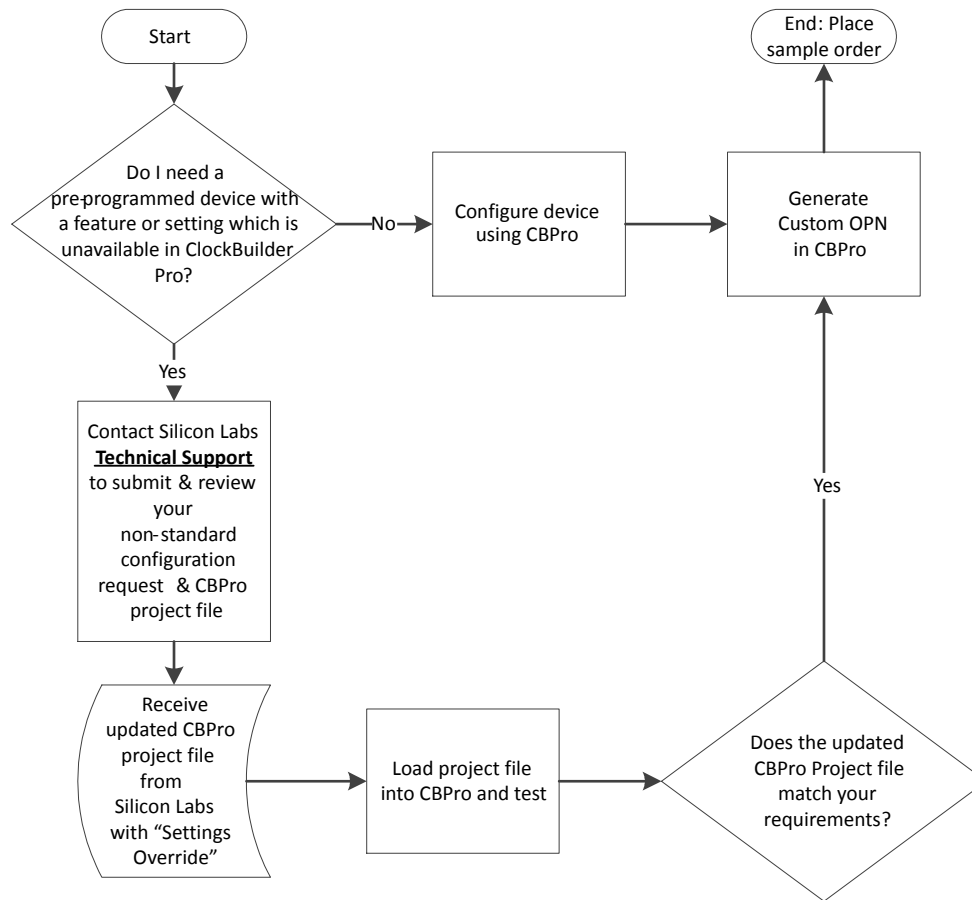 Start
End: Place
sample order
Do I need a
pre-programmed device with
a feature or setting which is
unavailable in ClockBuilder
Pro?
No
Configure device
using CBPro
Generate
Custom OPN
in CBPro
Yes
Contact Silicon Labs
Technical Support
to submit & review
your
non-standard
configuration
request & CBPro
project file
Yes
Receive
updated CBPro
project file
from
Silicon Labs
with “Settings
Override”
Load project file
into CBPro and test
Does the updated
CBPro Project file
match your
requirements?